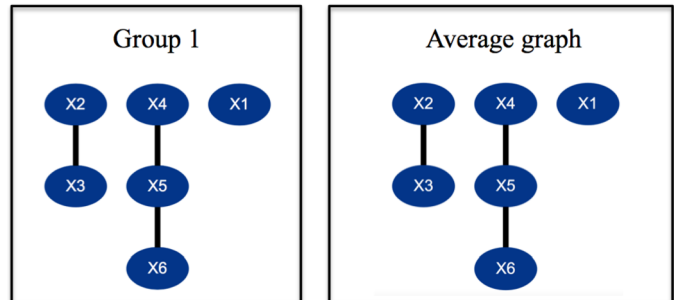 Group 1
X2 X4 X1
X3 X5
X6
Average graph
X2 X4 X1
X3 X5
X6